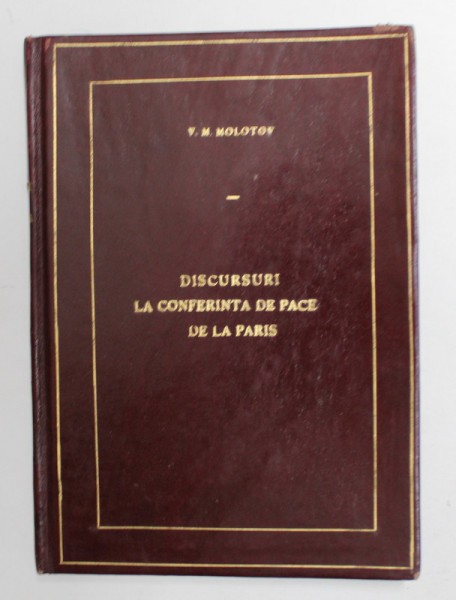 V. M. MOLOTOV
—
DISCURSURI
LA CONFERINTA DE PACE
DE LA PARIS